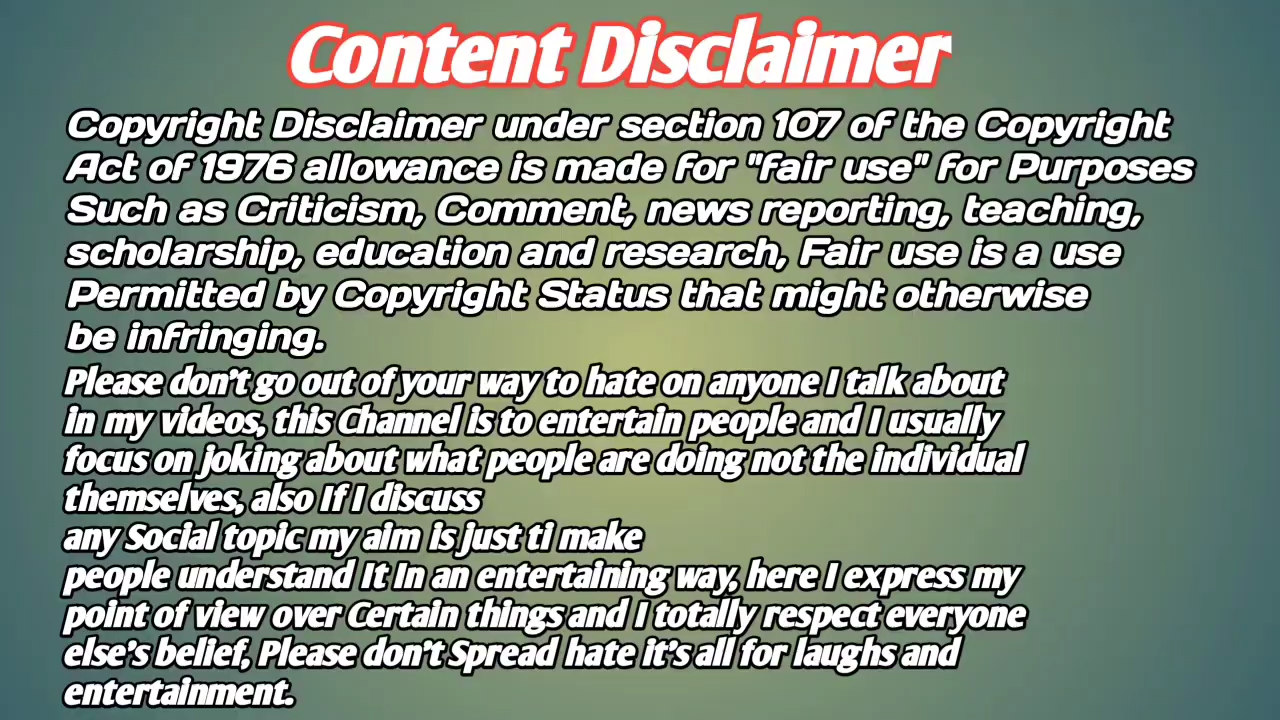 Content Disclaimer
Copyright Disclaimer under section 107 of the Copyright
Act of 1976 allowance is made for "fair use" for Purposes
Such as Criticism, Comment, news reporting, teaching,
scholarship, education and research, Fair use is a use
Permitted by Copyright Status that might otherwise
be infringing.
Please don't go out of your way to hate on anyone I talk about
in my videos, this Channel is to entertain people and I usually
focus on joking about what people are doing not the individual
themselves, also If I discuss
any Social topic my aim is just ti make
people understand It In an entertaining way, here I express my
point of view over Certain things and I totally respect everyone
else's belief, Please don't Spread hate it's all for laughs and
entertainment.